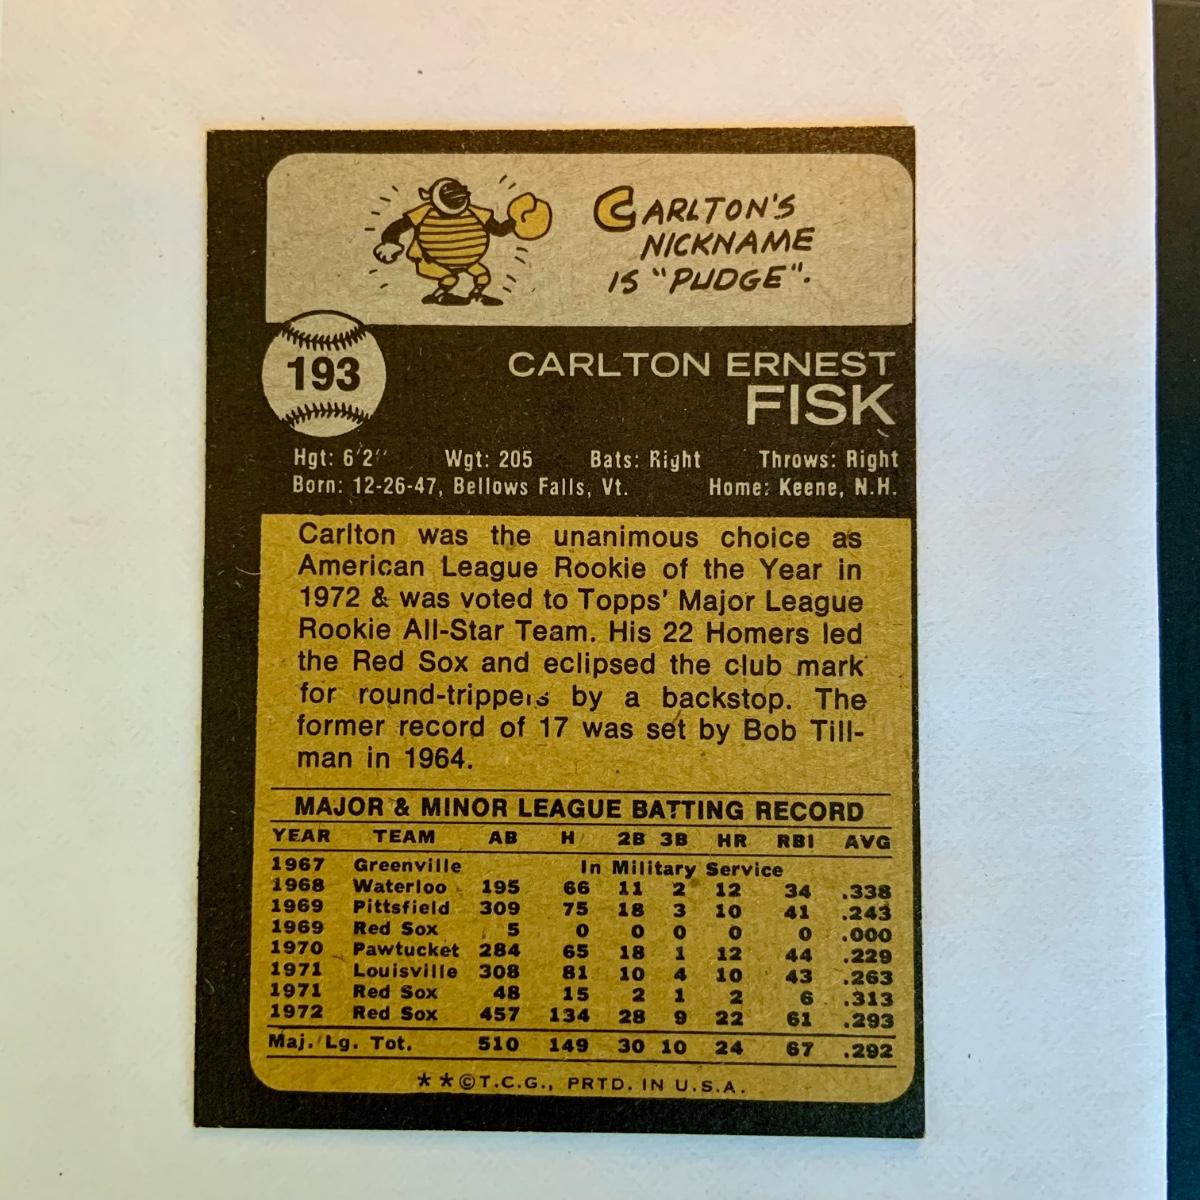 CARLTON'S
NICKNAME
IS "PUDGE".
193
CARLTON ERNEST
FISK
Hgt: 6'2" Wgt: 205 Bats: Right Throws: Right
Born: 12-26-47, Bellows Falls, Vt. Home: Keene, N.H.
Carlton was the unanimous choice as
American League Rookie of the Year in
1972 & was voted to Topps' Major League
Rookie All-Star Team. His 22 Homers led
the Red Sox and eclipsed the club mark
for round-trippers by a backstop. The
former record of 17 was set by Bob Till-
man in 1964.
MAJOR & MINOR LEAGUE BATTING RECORD
YEAR TEAM AB H 2B 3B HR RBI AVG
1967 Greenville In Military Service
1968 Waterloo 195 66 11 2 12 34 .338
1969 Pittsfield 309 75 18 3 10 41 .243
1969 Red Sox 5 0 0 0 0 0 .000
1970 Pawtucket 284 65 18 1 12 44 .229
1971 Louisville 308 81 10 4 10 43 .263
1971 Red Sox 48 15 2 1 2 6 .313
1972 Red Sox 457 134 28 9 22 61 .293
Maj. Lg. Tot. 510 149 30 10 24 67 .292
**©T.C.G., PRTD. IN U.S.A.